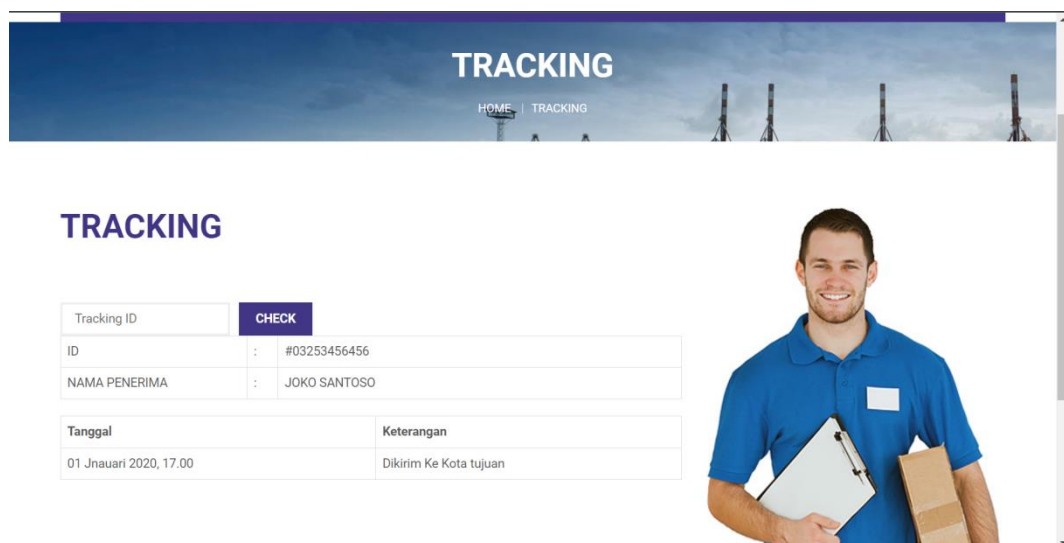 TRACKING
HOME | TRACKING
TRACKING
Tracking ID CHECK
ID : #03253456456
NAMA PENERIMA : JOKO SANTOSO
Tanggal Keterangan
01 Jnauari 2020, 17.00 Dikirim Ke Kota tujuan